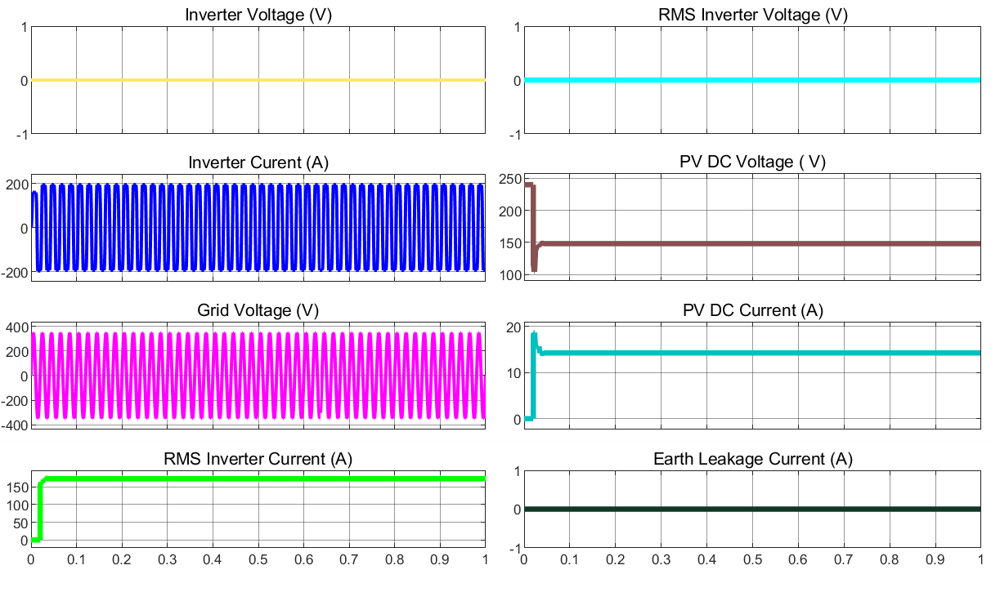 Inverter Voltage (V)
1
0
-1
RMS Inverter Voltage (V)
1
0
-1
Inverter Curent (A)
200
0
-200
PV DC Voltage ( V)
250
200
150
100
Grid Voltage (V)
400
200
0
-200
-400
PV DC Current (A)
20
10
0
RMS Inverter Current (A)
150
100
50
0
0 0.1 0.2 0.3 0.4 0.5 0.6 0.7 0.8 0.9 1
Earth Leakage Current (A)
1
0
-1
0 0.1 0.2 0.3 0.4 0.5 0.6 0.7 0.8 0.9 1